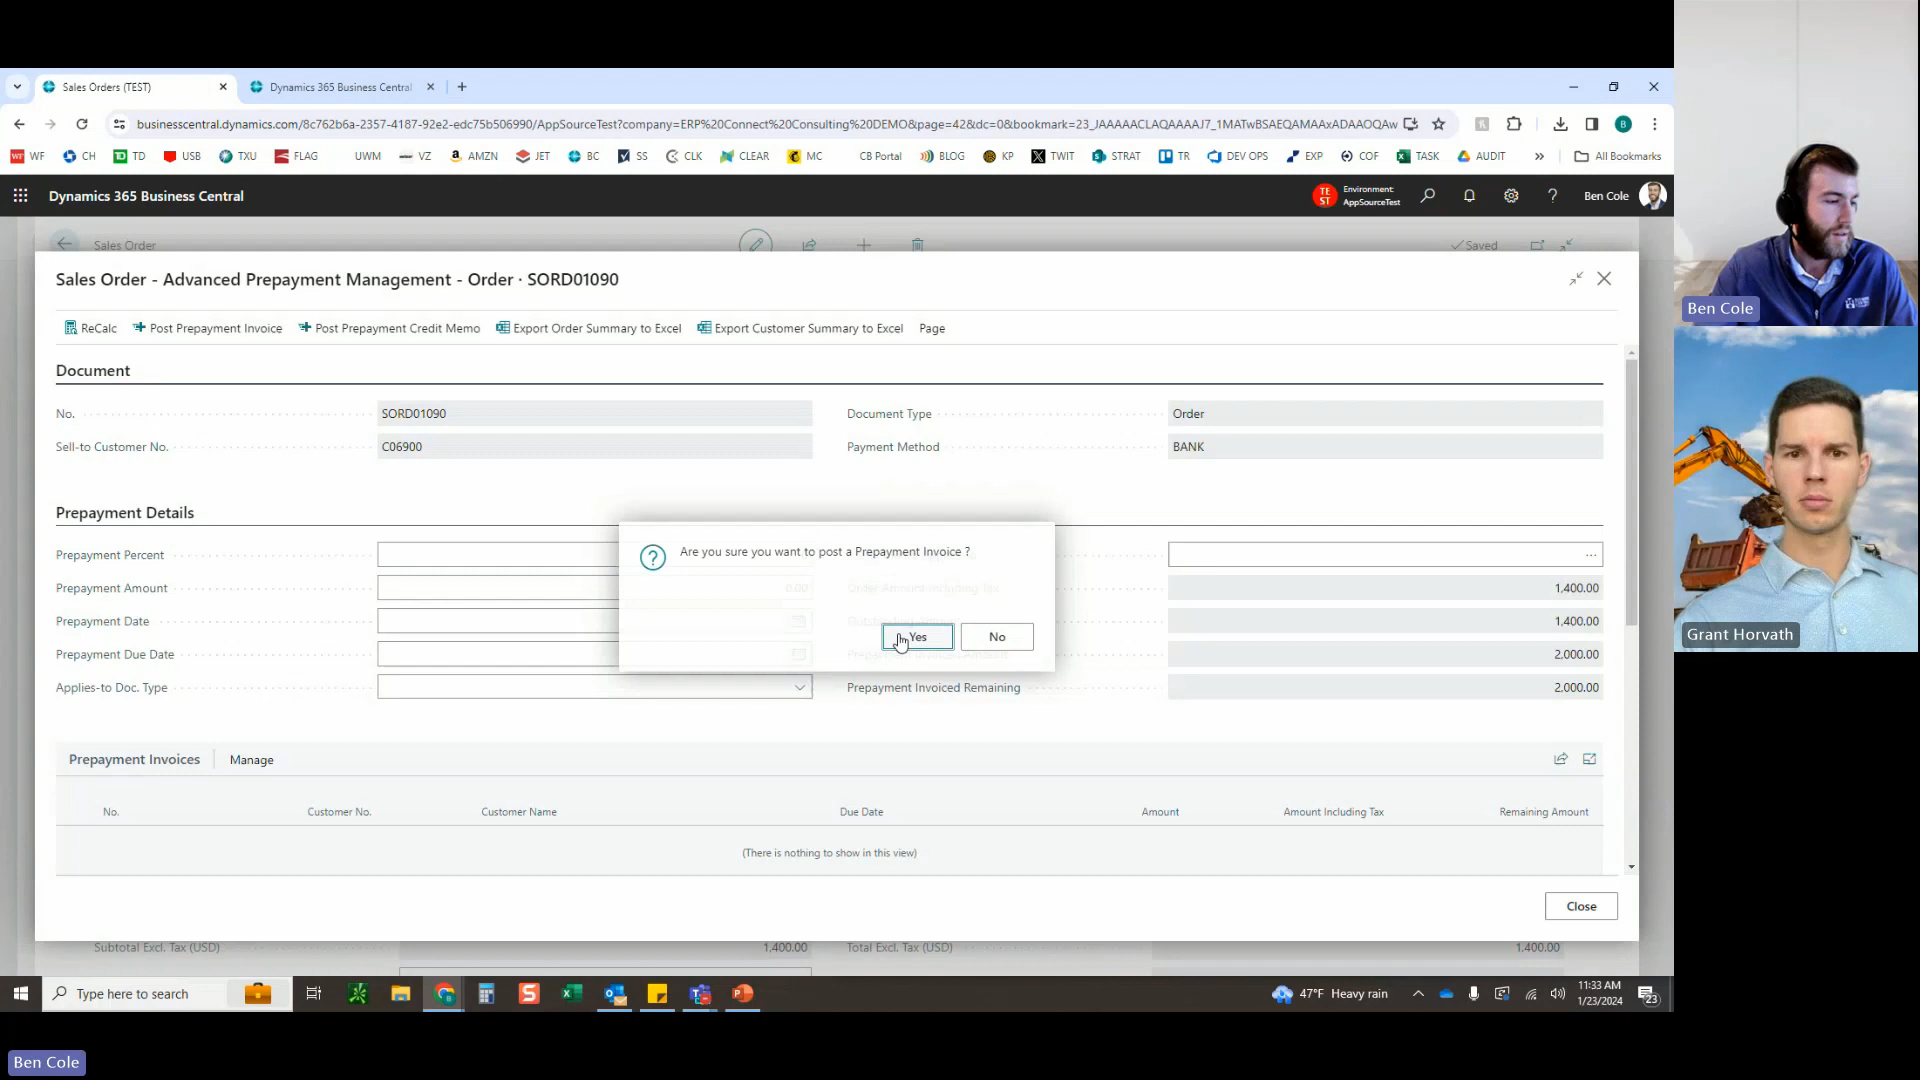 Sales Orders (TEST)
Dynamics 365 Business Central
businesscentral.dynamics.com/8c762b6a-2357-4187-92e2-edc75b506990/AppSourceTest?company=ERP%20Connect%20Consulting%20DEMO&page=42&dc=0&bookmark=23_JAAAAACLAQAAAAJ7_1MATwBSAEQAMAAxADAAOQAw
WF CH TD USB TXU FLAG UWM VZ AMZN JET BC SS CLK CLEAR MC CB Portal BLOG KP TWIT STRAT TR DEV OPS EXP COF TASK AUDIT » All Bookmarks
Dynamics 365 Business Central
TE ST
Environment:
AppSourceTest
Ben Cole
Sales Order
Saved
Sales Order - Advanced Prepayment Management - Order · SORD01090
ReCalc Post Prepayment Invoice Post Prepayment Credit Memo Export Order Summary to Excel Export Customer Summary to Excel Page
Document
No. SORD01090 Document Type Order
Sell-to Customer No. C06900 Payment Method BANK
Prepayment Details
Prepayment Percent
Prepayment Amount 0.00 Order Amount Including Tax 1,400.00
Prepayment Date 1,400.00
Prepayment Due Date 2,000.00
Applies-to Doc. Type Prepayment Invoiced Remaining 2,000.00
Are you sure you want to post a Prepayment Invoice ?
Yes No
Prepayment Invoices Manage
No. Customer No. Customer Name Due Date Amount Amount Including Tax Remaining Amount
(There is nothing to show in this view)
Close
Subtotal Excl. Tax (USD) 1,400.00 Total Excl. Tax (USD) 1,400.00
Type here to search
47°F Heavy rain
11:33 AM
1/23/2024
23
Ben Cole
Grant Horvath
Ben Cole